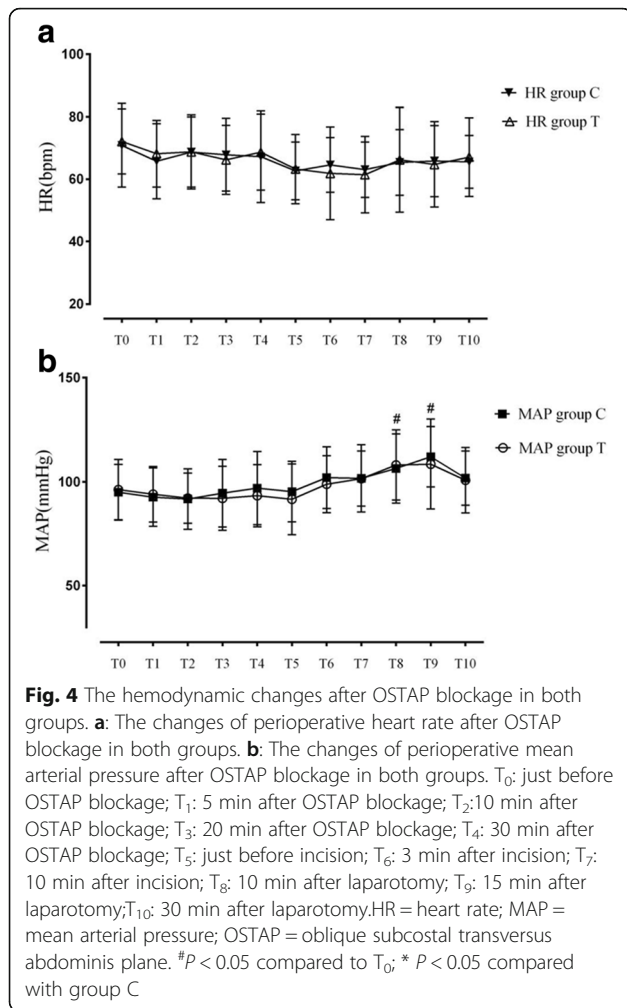 a
100
80
60
40
20
HR(bpm)
HR group C
HR group T
T0 T1 T2 T3 T4 T5 T6 T7 T8 T9 T10
b
150
100
50
MAP(mmHg)
# #
MAP group C
MAP group T
T0 T1 T2 T3 T4 T5 T6 T7 T8 T9 T10
Fig. 4 The hemodynamic changes after OSTAP blockage in both
groups. a: The changes of perioperative heart rate after OSTAP
blockage in both groups. b: The changes of perioperative mean
arterial pressure after OSTAP blockage in both groups. T₀: just before
OSTAP blockage; T₁: 5 min after OSTAP blockage; T₂:10 min after
OSTAP blockage; T₃: 20 min after OSTAP blockage; T₄: 30 min after
OSTAP blockage; T₅: just before incision; T₆: 3 min after incision; T₇:
10 min after incision; T₈: 10 min after laparotomy; T₉: 15 min after
laparotomy;T₁₀: 30 min after laparotomy.HR = heart rate; MAP =
mean arterial pressure; OSTAP = oblique subcostal transversus
abdominis plane. #P < 0.05 compared to T₀; * P < 0.05 compared
with group C